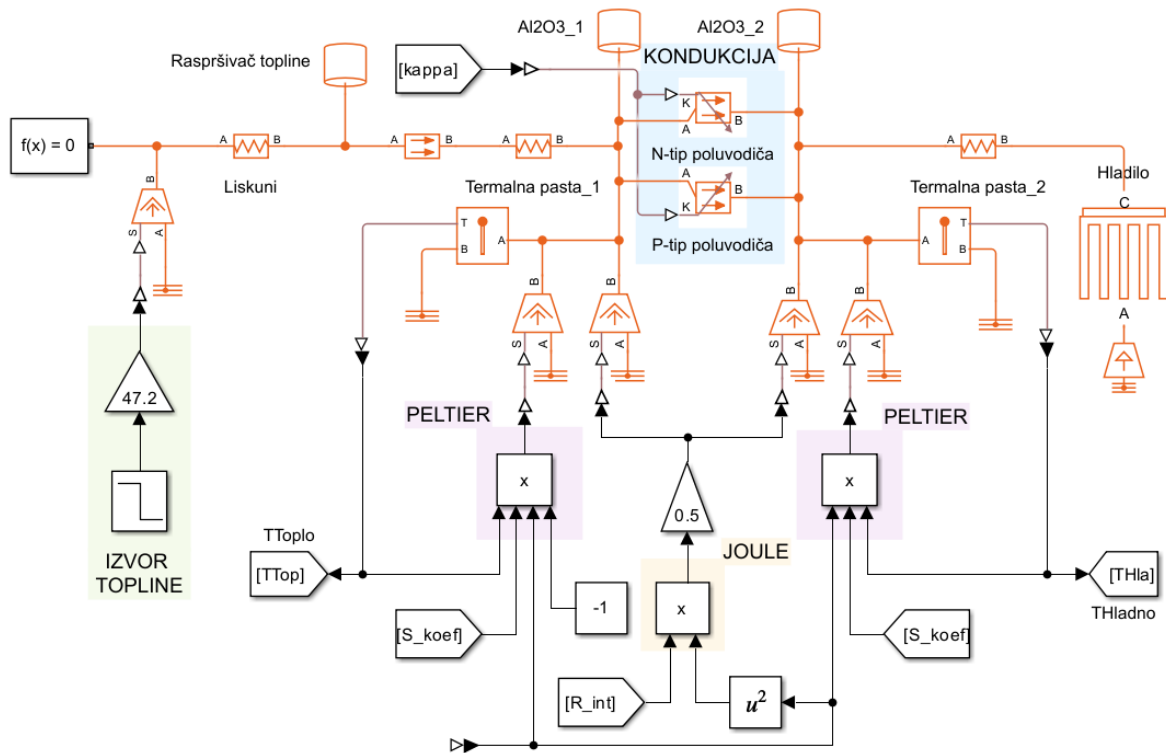 Al2O3_1
Al2O3_2
Raspršivač topline
[kappa]
KONDUKCIJA
K
A
B
f(x) = 0
A
B
A
B
A
B
N-tip poluvodiča
A
B
Liskuni
Hladilo
B
A
K
B
Termalna pasta_1
Termalna pasta_2
C
S
A
T
B
A
P-tip poluvodiča
A
T
B
B
B
B
B
A
S
A
S
A
S
A
S
A
47.2
PELTIER
PELTIER
x
0.5
x
TToplo
JOULE
IZVOR
TOPLINE
[TTop]
[THla]
x
-1
THladno
[S_koef]
[S_koef]
[R_int]
u²